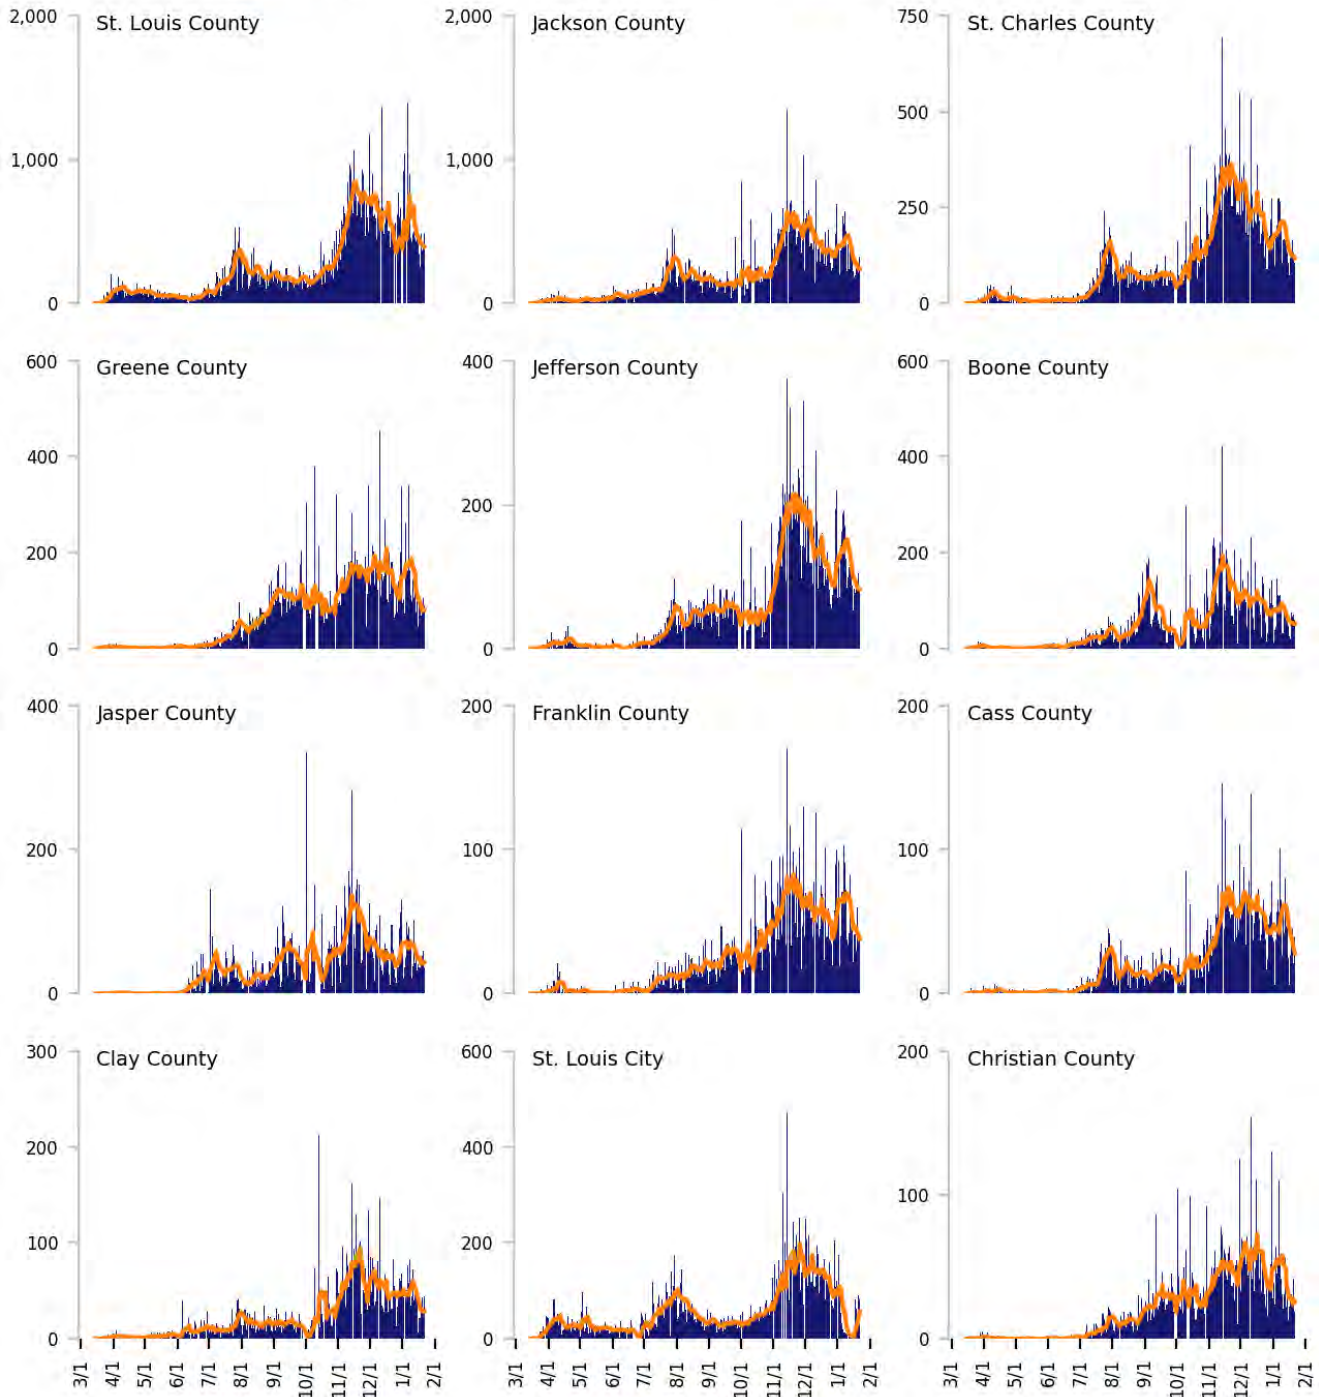 2,000 St. Louis County 2,000 Jackson County 750 St. Charles County
500
1,000 1,000
250
0 0 0
600 Greene County 400 Jefferson County 600 Boone County
400 400
200
200 200
0 0 0
400 Jasper County 200 Franklin County 200 Cass County
200 100 100
0 0 0
300 Clay County 600 St. Louis City 200 Christian County
200 400
100
100 200
0 0 0
3/1 4/1 5/1 6/1 7/1 8/1 9/1 10/1 11/1 12/1 1/1 2/1 3/1 4/1 5/1 6/1 7/1 8/1 9/1 10/1 11/1 12/1 1/1 2/1 3/1 4/1 5/1 6/1 7/1 8/1 9/1 10/1 11/1 12/1 1/1 2/1